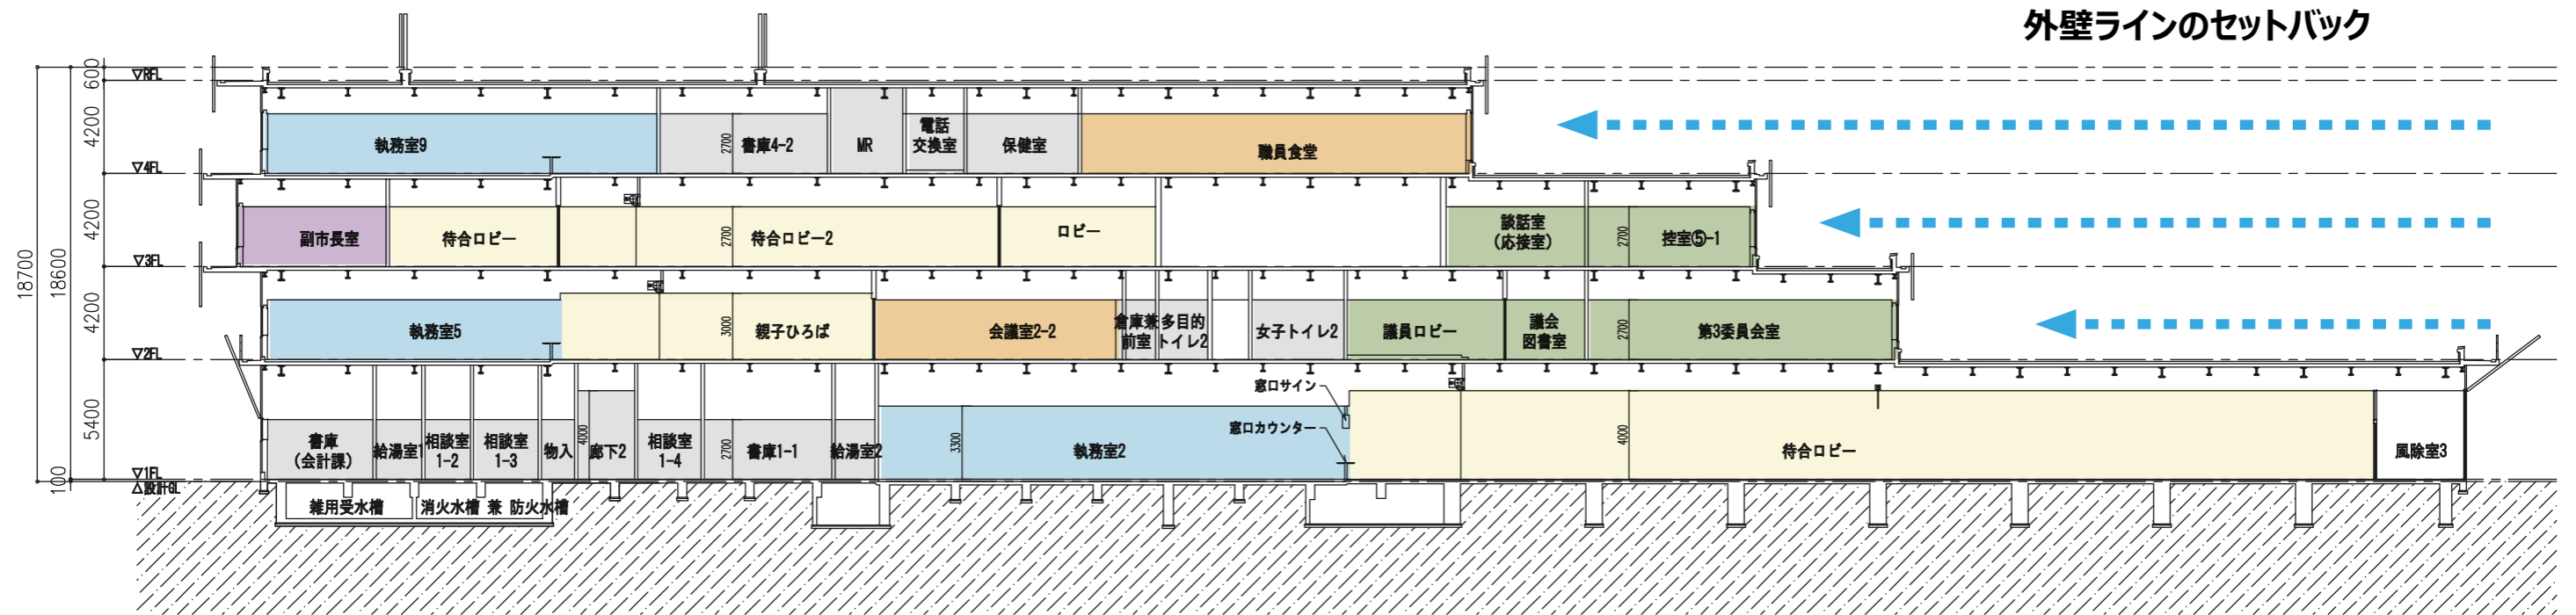 外壁ラインのセットバック
▽RFL
600
4200
執務室9
2700
書庫4-2
MR
電話
交換室
保健室
職員食堂
▽4FL
4200
副市長室
待合ロビー
2700
待合ロビー2
ロビー
談話室
（応接室）
2700
控室⑤-1
▽3FL
18700
18600
4200
執務室5
3000
親子ひろば
会議室2-2
倉庫兼
前室
多目的
トイレ2
女子トイレ2
議員ロビー
議会
図書室
2700
第3委員会室
▽2FL
5400
書庫
（会計課）
給湯室1
相談室
1-2
相談室
1-3
物入
4000
廊下2
相談室
1-4
2700
書庫1-1
給湯室2
3300
執務室2
窓口サイン
窓口カウンター
4000
待合ロビー
風除室3
▽1FL
100
△設計GL
雑用受水槽
消火水槽 兼 防火水槽